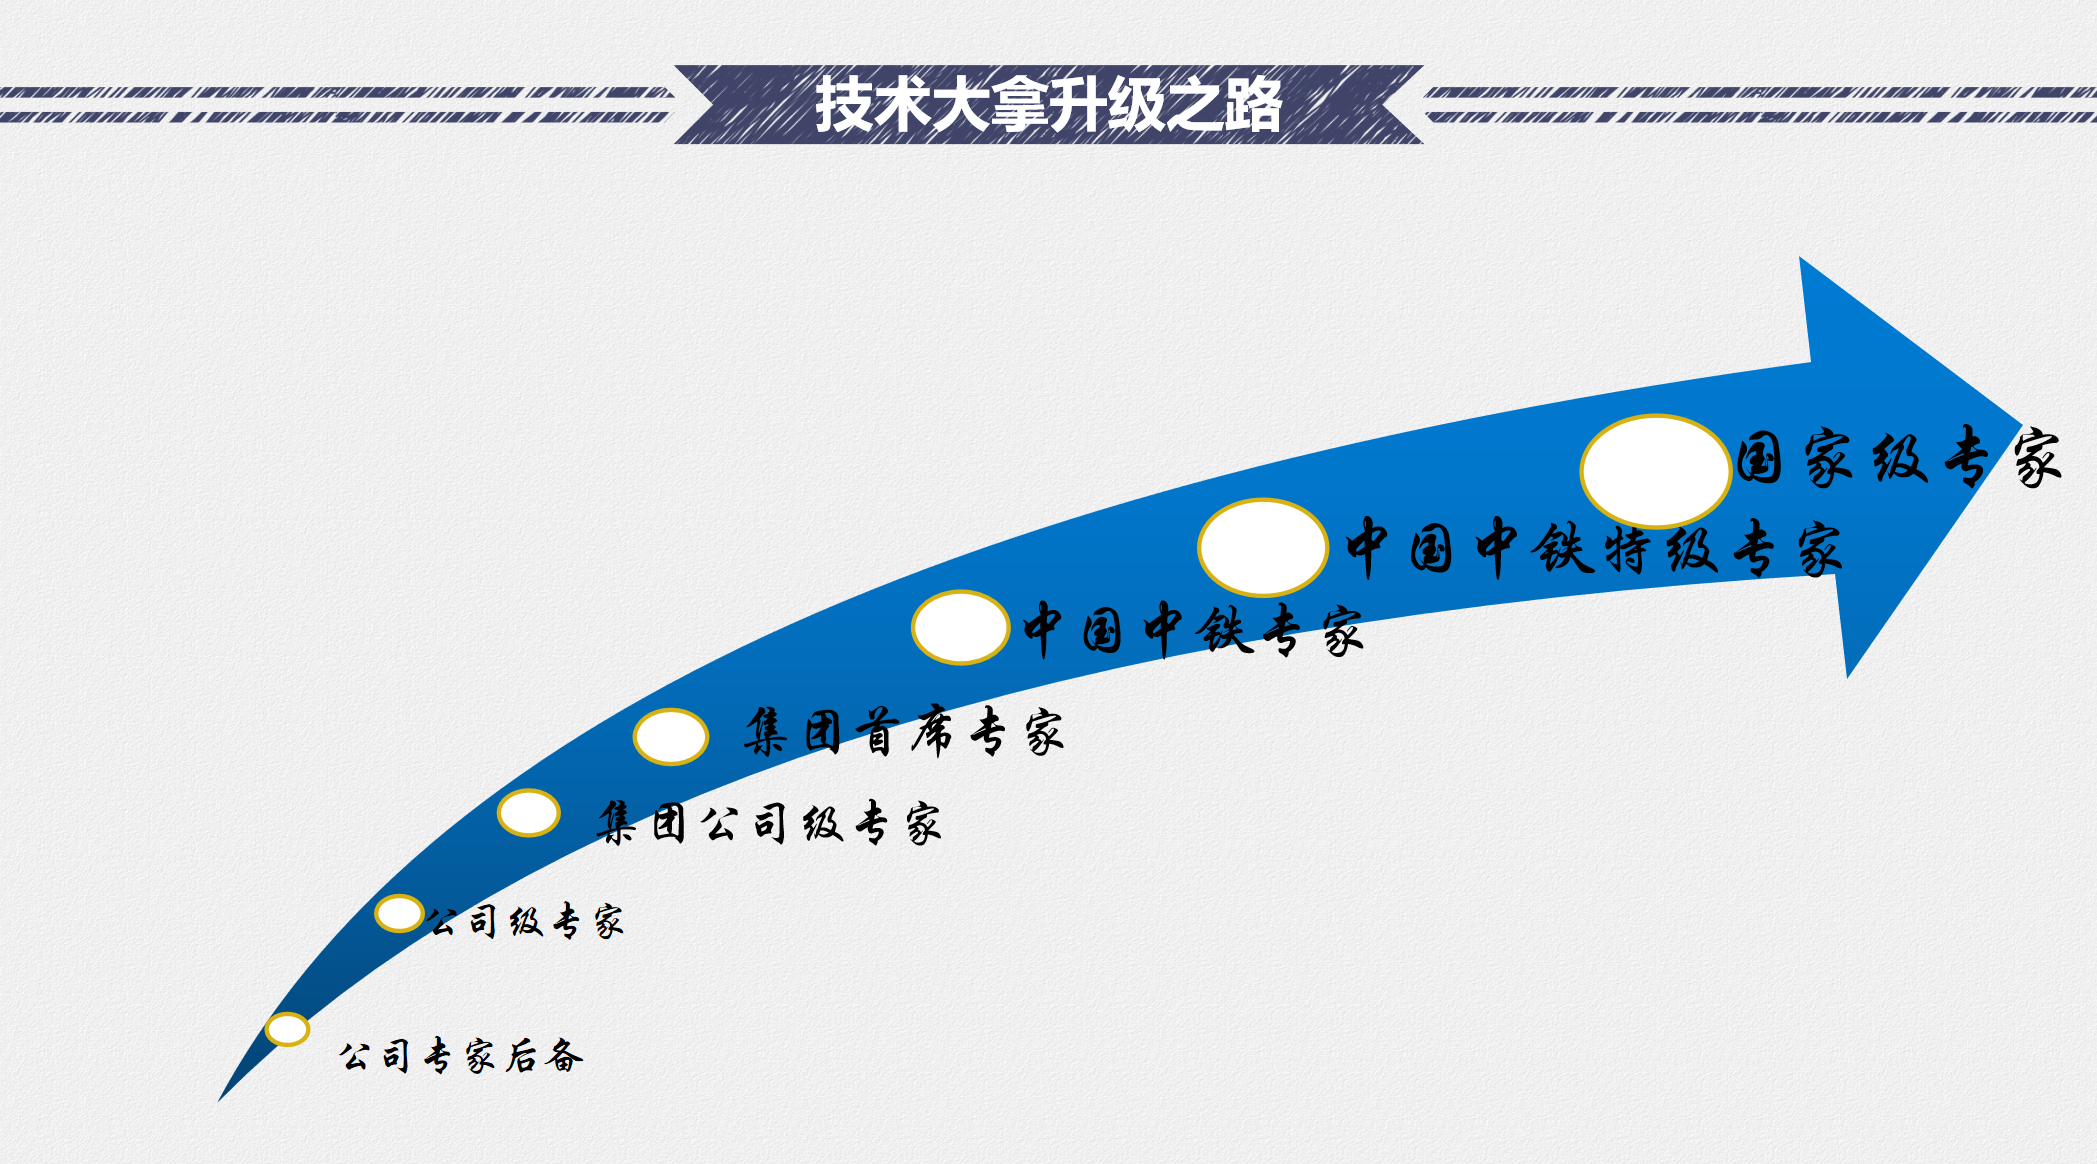 技术大拿升级之路
国家级专家
中国中铁特级专家
中国中铁专家
集团首席专家
集团公司级专家
公司级专家
公司专家后备